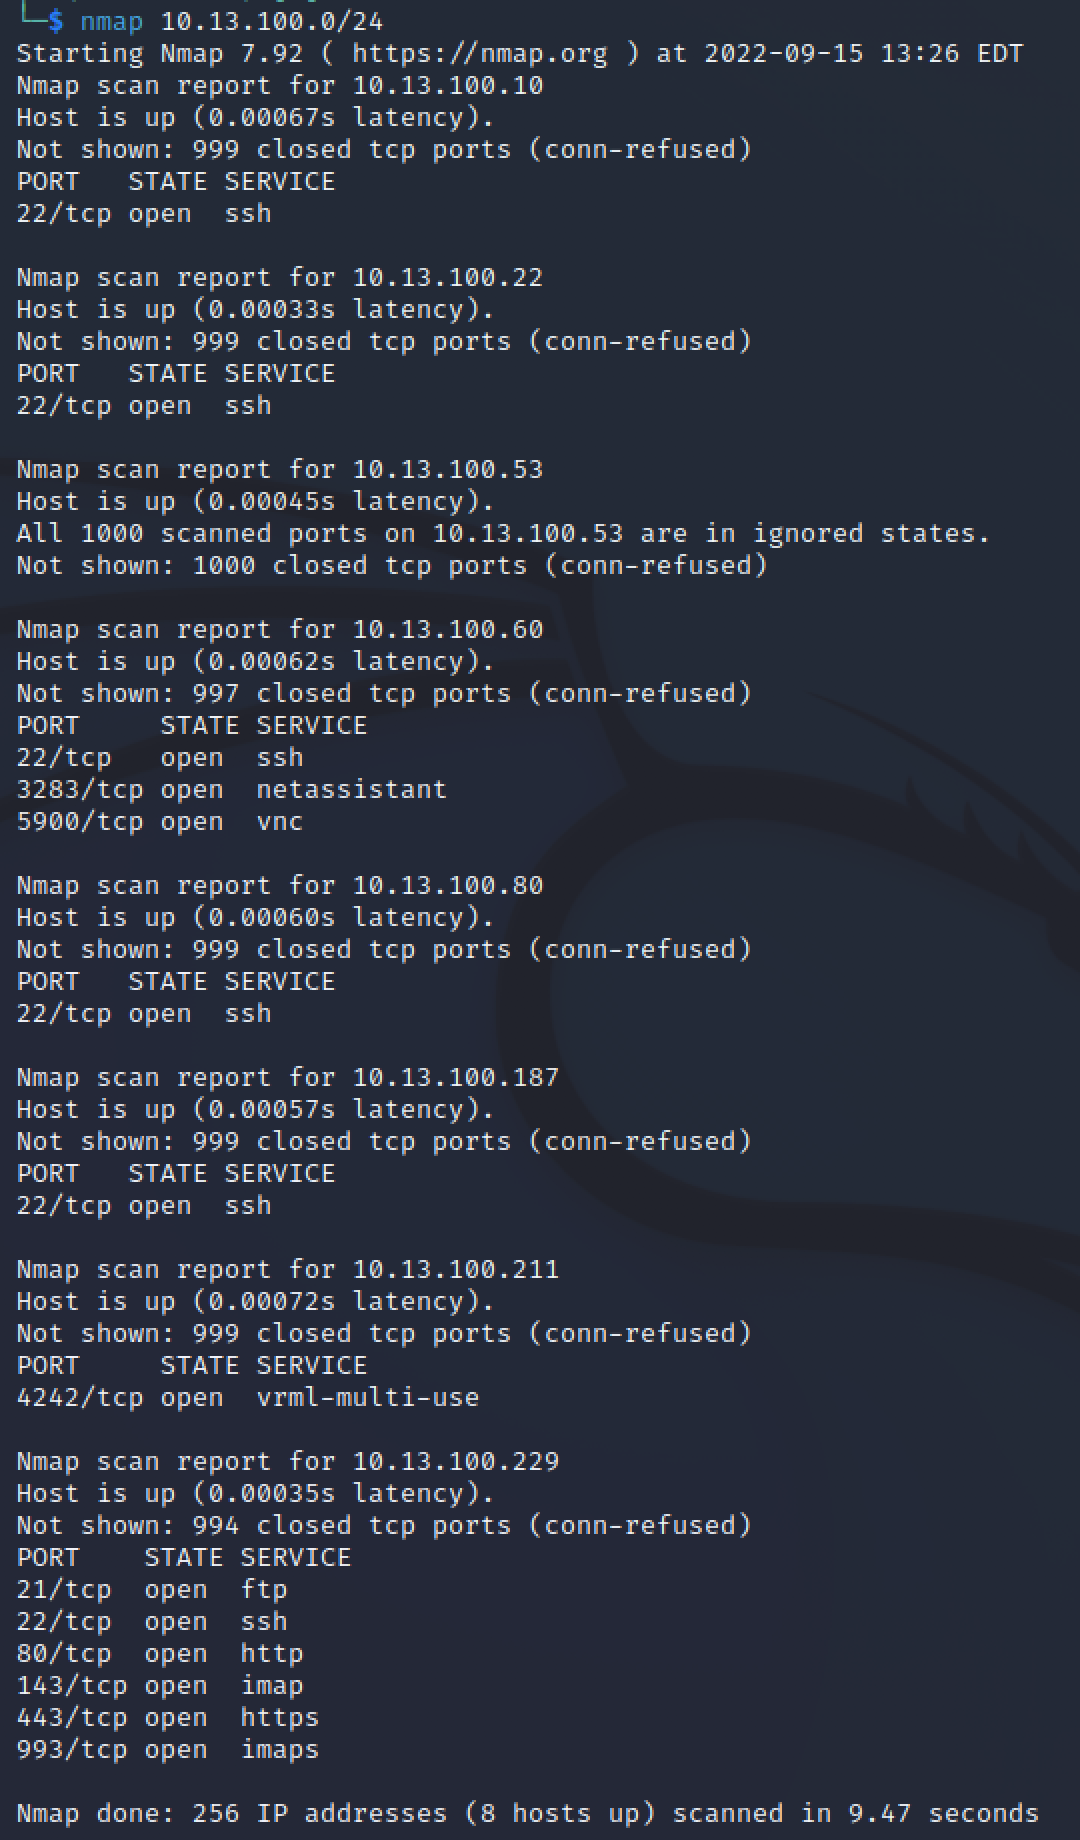 └─$ nmap 10.13.100.0/24
Starting Nmap 7.92 ( https://nmap.org ) at 2022-09-15 13:26 EDT
Nmap scan report for 10.13.100.10
Host is up (0.00067s latency).
Not shown: 999 closed tcp ports (conn-refused)
PORT   STATE SERVICE
22/tcp open  ssh

Nmap scan report for 10.13.100.22
Host is up (0.00033s latency).
Not shown: 999 closed tcp ports (conn-refused)
PORT   STATE SERVICE
22/tcp open  ssh

Nmap scan report for 10.13.100.53
Host is up (0.00045s latency).
All 1000 scanned ports on 10.13.100.53 are in ignored states.
Not shown: 1000 closed tcp ports (conn-refused)

Nmap scan report for 10.13.100.60
Host is up (0.00062s latency).
Not shown: 997 closed tcp ports (conn-refused)
PORT     STATE SERVICE
22/tcp   open  ssh
3283/tcp open  netassistant
5900/tcp open  vnc

Nmap scan report for 10.13.100.80
Host is up (0.00060s latency).
Not shown: 999 closed tcp ports (conn-refused)
PORT   STATE SERVICE
22/tcp open  ssh

Nmap scan report for 10.13.100.187
Host is up (0.00057s latency).
Not shown: 999 closed tcp ports (conn-refused)
PORT   STATE SERVICE
22/tcp open  ssh

Nmap scan report for 10.13.100.211
Host is up (0.00072s latency).
Not shown: 999 closed tcp ports (conn-refused)
PORT     STATE SERVICE
4242/tcp open  vrml-multi-use

Nmap scan report for 10.13.100.229
Host is up (0.00035s latency).
Not shown: 994 closed tcp ports (conn-refused)
PORT    STATE SERVICE
21/tcp  open  ftp
22/tcp  open  ssh
80/tcp  open  http
143/tcp open  imap
443/tcp open  https
993/tcp open  imaps

Nmap done: 256 IP addresses (8 hosts up) scanned in 9.47 seconds